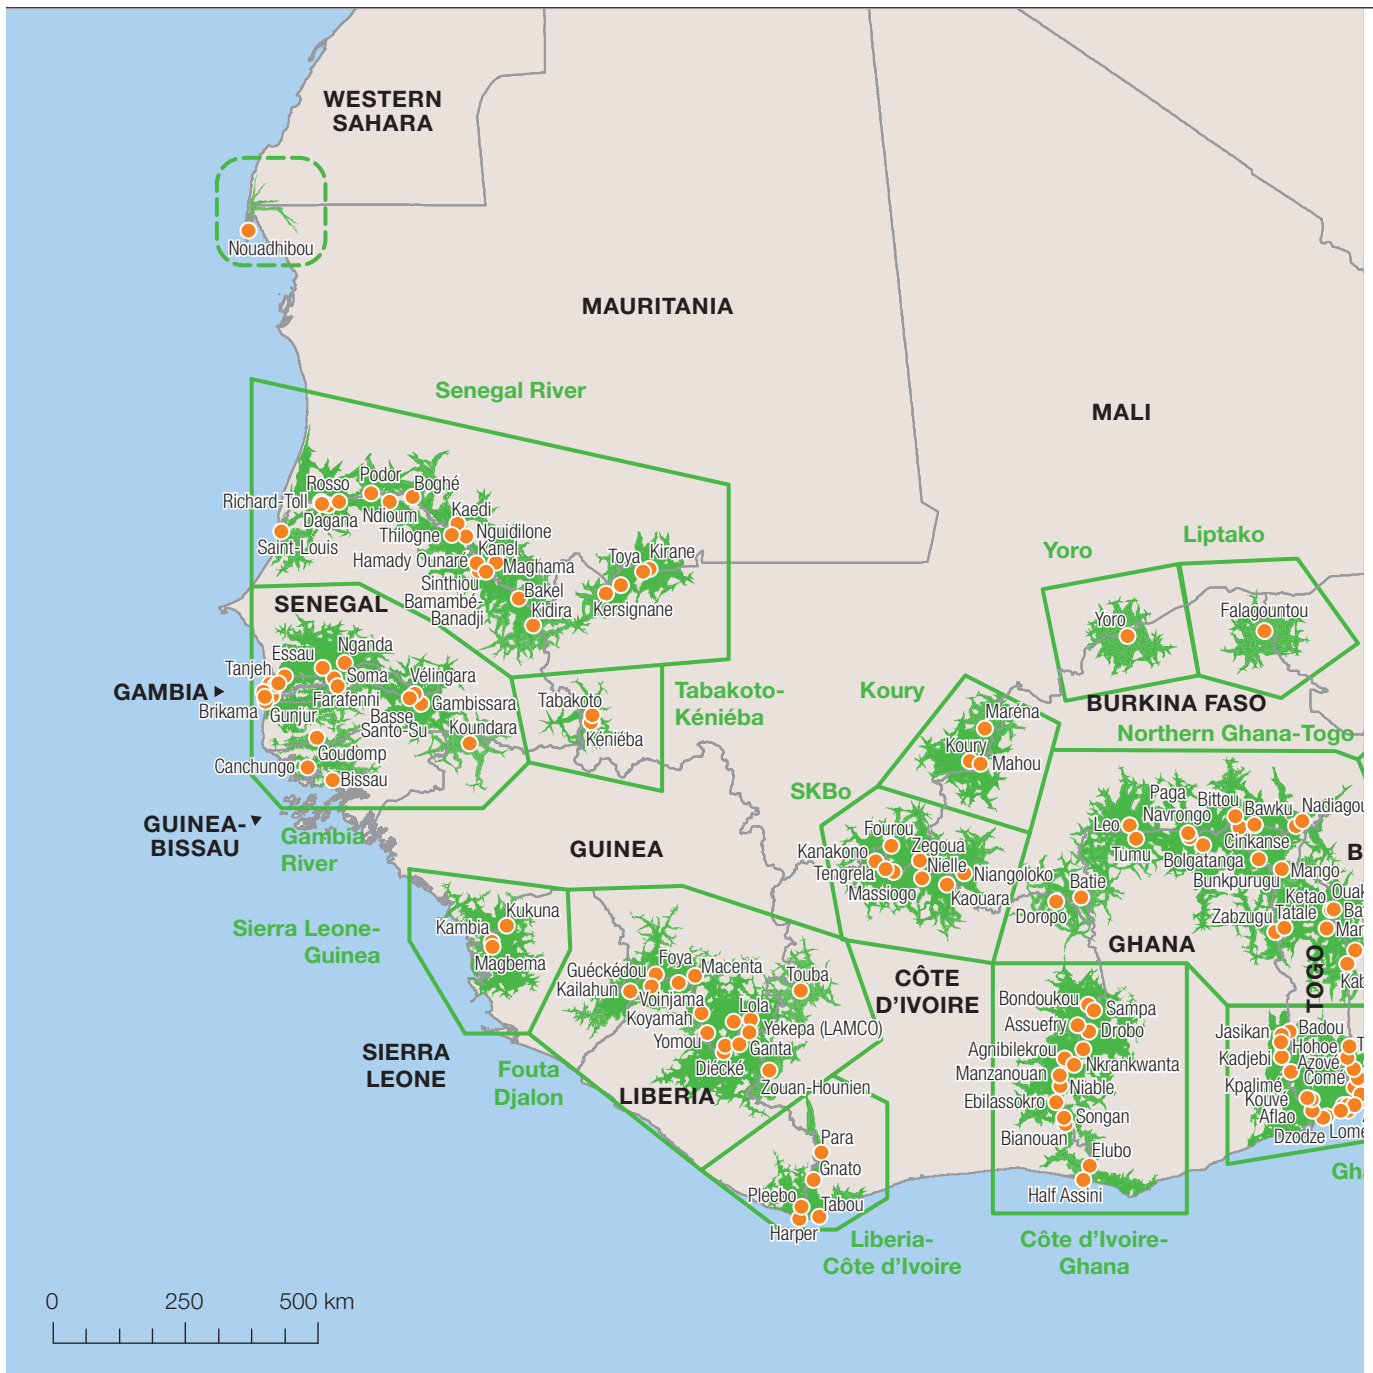 WESTERN
SAHARA
Nouadhibou
MAURITANIA
Senegal River
MALI
Podor
Rosso
Boghé
Richard-Toll
Dagana
Ndioum
Kaedi
Thilogne
Nguidilone
Saint-Louis
Kanel
Hamady Ounare
Maghama
Toya
Kirane
Sinthiou
Bamambé-
Banadji
Bakel
Kidira
Kersignane
Liptako
Yoro
Yoro
Falagountou
SENEGAL
Nganda
Essau
Tanjeh
Soma
Vélingara
GAMBIA
Farafenni
Gambissara
Brikama
Gunjur
Basse
Santo-Su
Koundara
Goudomp
Canchungo
Bissau
Tabakoto
Kéniéba
Tabakoto-
Kéniéba
Koury
Maréna
Koury
Mahou
BURKINA FASO
Northern Ghana-Togo
GUINEA-
BISSAU
Gambia
River
GUINEA
SKBo
Fourou
Zegoua
Kanakono
Nielle
Tengrela
Niangoloko
Massiogo
Kaouara
Paga
Bittou
Navrongo
Bawku
Nadiagou
Leo
Tumu
Cinkanse
Bolgatanga
Bunkpurugu
Mango
B
Batie
Doropo
Ketao
Ouak
Zabzugu
Tatale
Ba
Man
Kab
GHANA
TOGO
Sierra Leone-
Guinea
Kukuna
Kambia
Magbema
Foya
Guéckédou
Macenta
Kailahun
Voinjama
Touba
Koyamah
Lola
Yekepa (LAMCO)
Yomou
Ganta
Diécké
Zouan-Hounien
CÔTE
D’IVOIRE
Bondoukou
Sampa
Assuefry
Drobo
Agnibilekrou
Nkrankwanta
Manzanouan
Niable
Ebilassokro
Songan
Bianouan
Elubo
Half Assini
Jasikan
Badou
Hohoe
T
Kadjebi
Azové
Comé
Kpalimé
Kouvé
Aflao
Dzodze
Lomé
Gh
SIERRA
LEONE
Fouta
Djalon
LIBERIA
Para
Gnato
Pleebo
Tabou
Harper
Liberia-
Côte d’Ivoire
Côte d’Ivoire-
Ghana
0 250 500 km